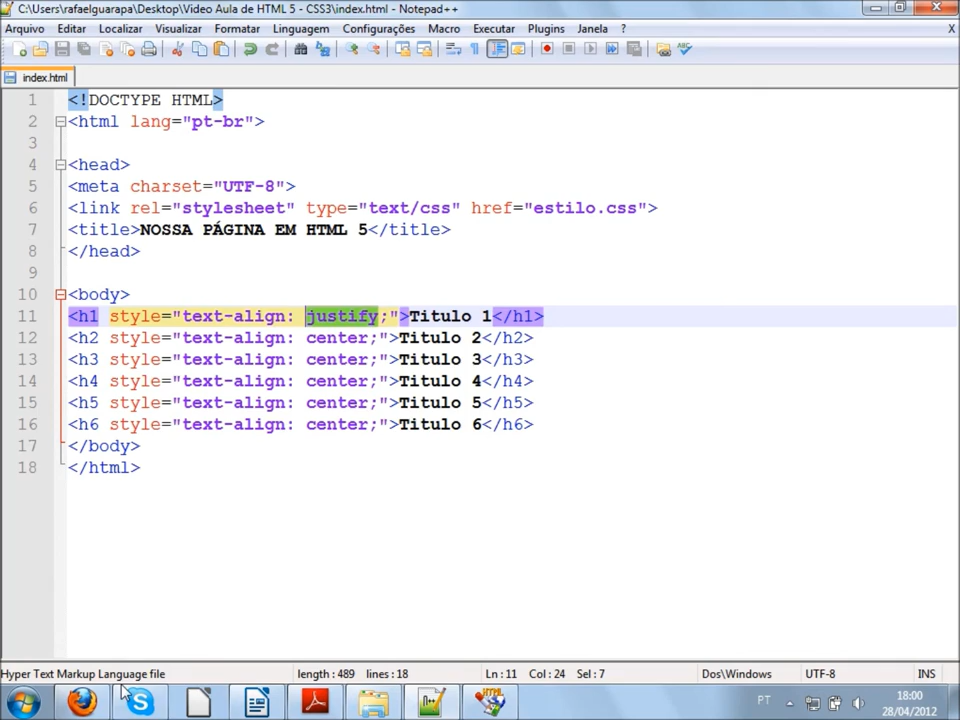 C:\Users\rafaelguarapa\Desktop\Video Aula de HTML 5 - CSS3\index.html - Notepad++
Arquivo Editar Localizar Visualizar Formatar Linguagem Configurações Macro Executar Plugins Janela ? X
index.html
1 <!DOCTYPE HTML>
2 <html lang="pt-br">
3
4 <head>
5 <meta charset="UTF-8">
6 <link rel="stylesheet" type="text/css" href="estilo.css">
7 <title>NOSSA PÁGINA EM HTML 5</title>
8 </head>
9
10 <body>
11 <h1 style="text-align: justify;">Titulo 1</h1>
12 <h2 style="text-align: center;">Titulo 2</h2>
13 <h3 style="text-align: center;">Titulo 3</h3>
14 <h4 style="text-align: center;">Titulo 4</h4>
15 <h5 style="text-align: center;">Titulo 5</h5>
16 <h6 style="text-align: center;">Titulo 6</h6>
17 </body>
18 </html>
Hyper Text Markup Language file length : 489 lines : 18 Ln : 11 Col : 24 Sel : 7 Dos\Windows UTF-8 INS
PT 18:00
28/04/2012